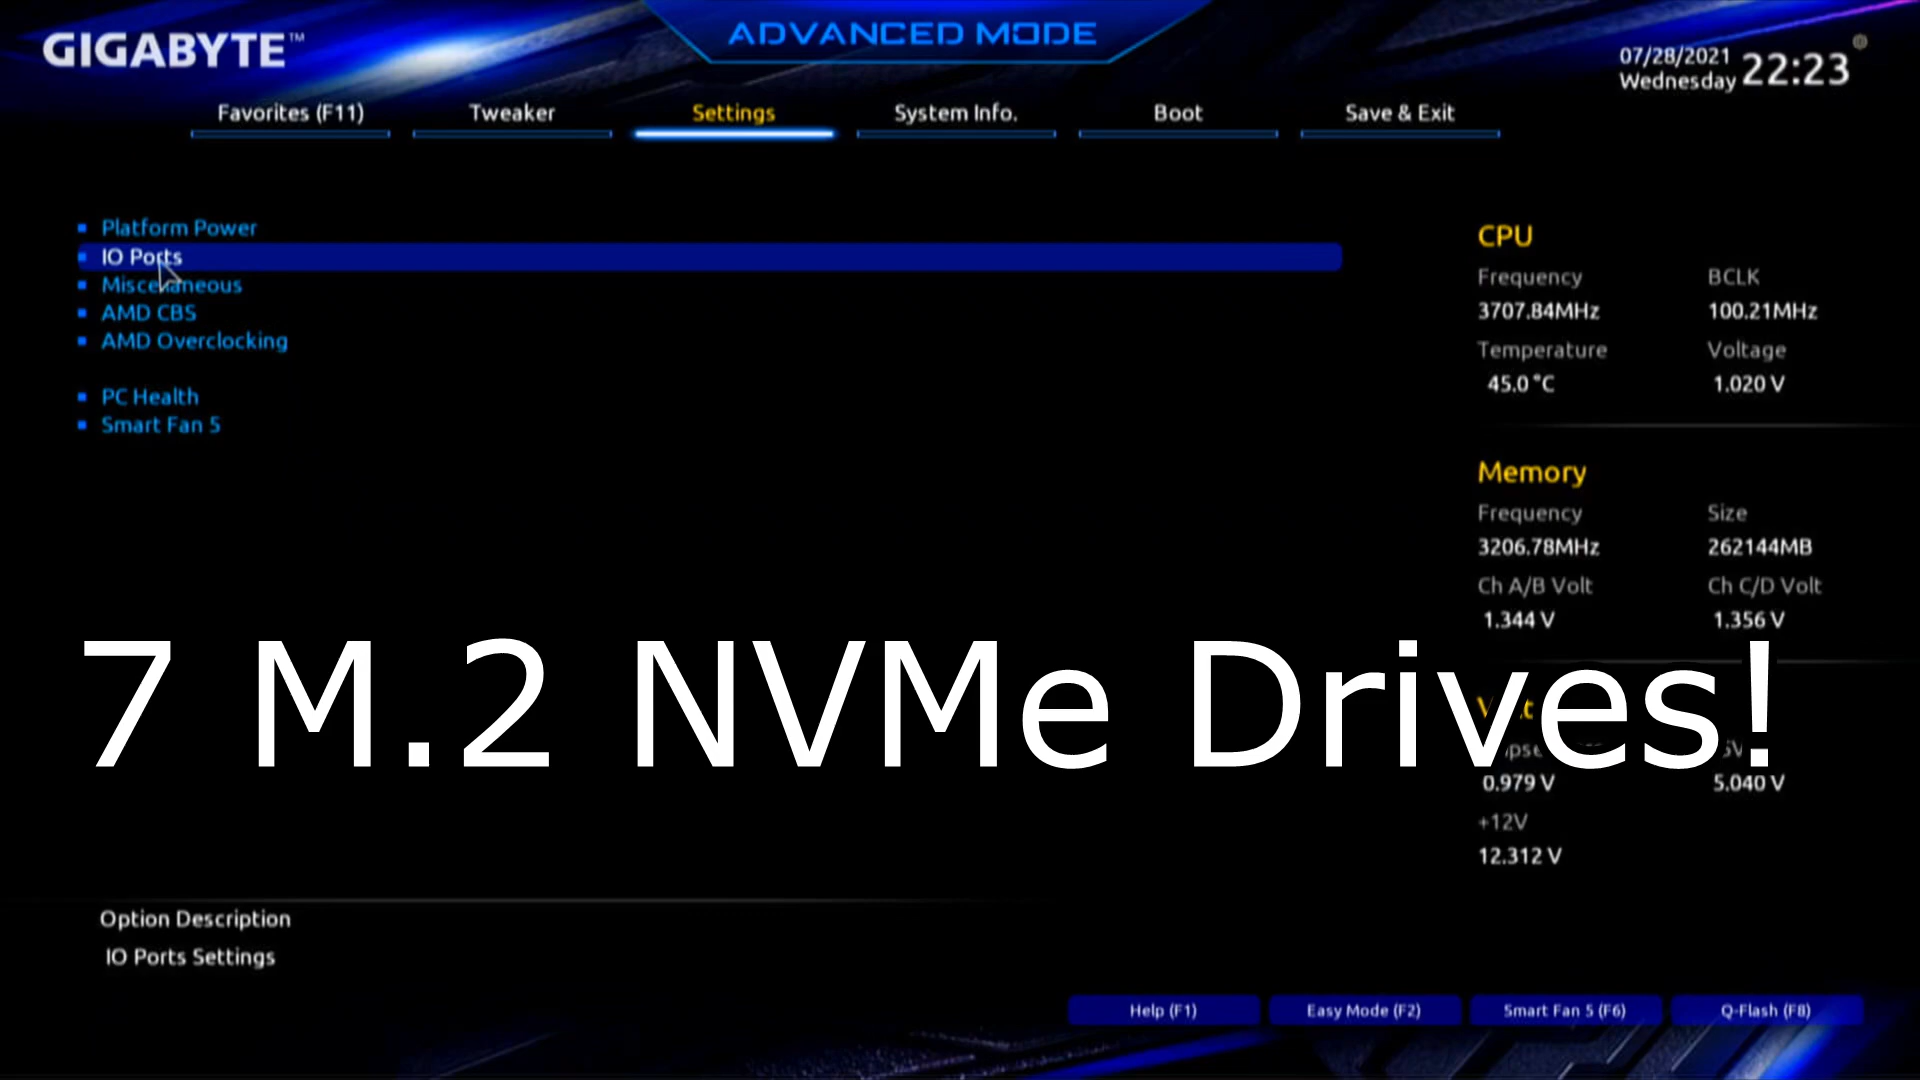 ADVANCED MODE
GIGABYTE™
07/28/2021
Wednesday
22:23
Favorites (F11) Tweaker Settings System Info. Boot Save & Exit
Platform Power
IO Ports
Miscellaneous
AMD CBS
AMD Overclocking
PC Health
Smart Fan 5
CPU
Frequency BCLK
3707.84MHz 100.21MHz
Temperature Voltage
45.0 °C 1.020 V
Memory
Frequency Size
3206.78MHz 262144MB
Ch A/B Volt Ch C/D Volt
1.344 V 1.356 V
7 M.2 NVMe Drives!
0.979 V 5.040 V
+12V
12.312 V
Option Description
IO Ports Settings
Help (F1) Easy Mode (F2) Smart Fan 5 (F6) Q-Flash (F8)